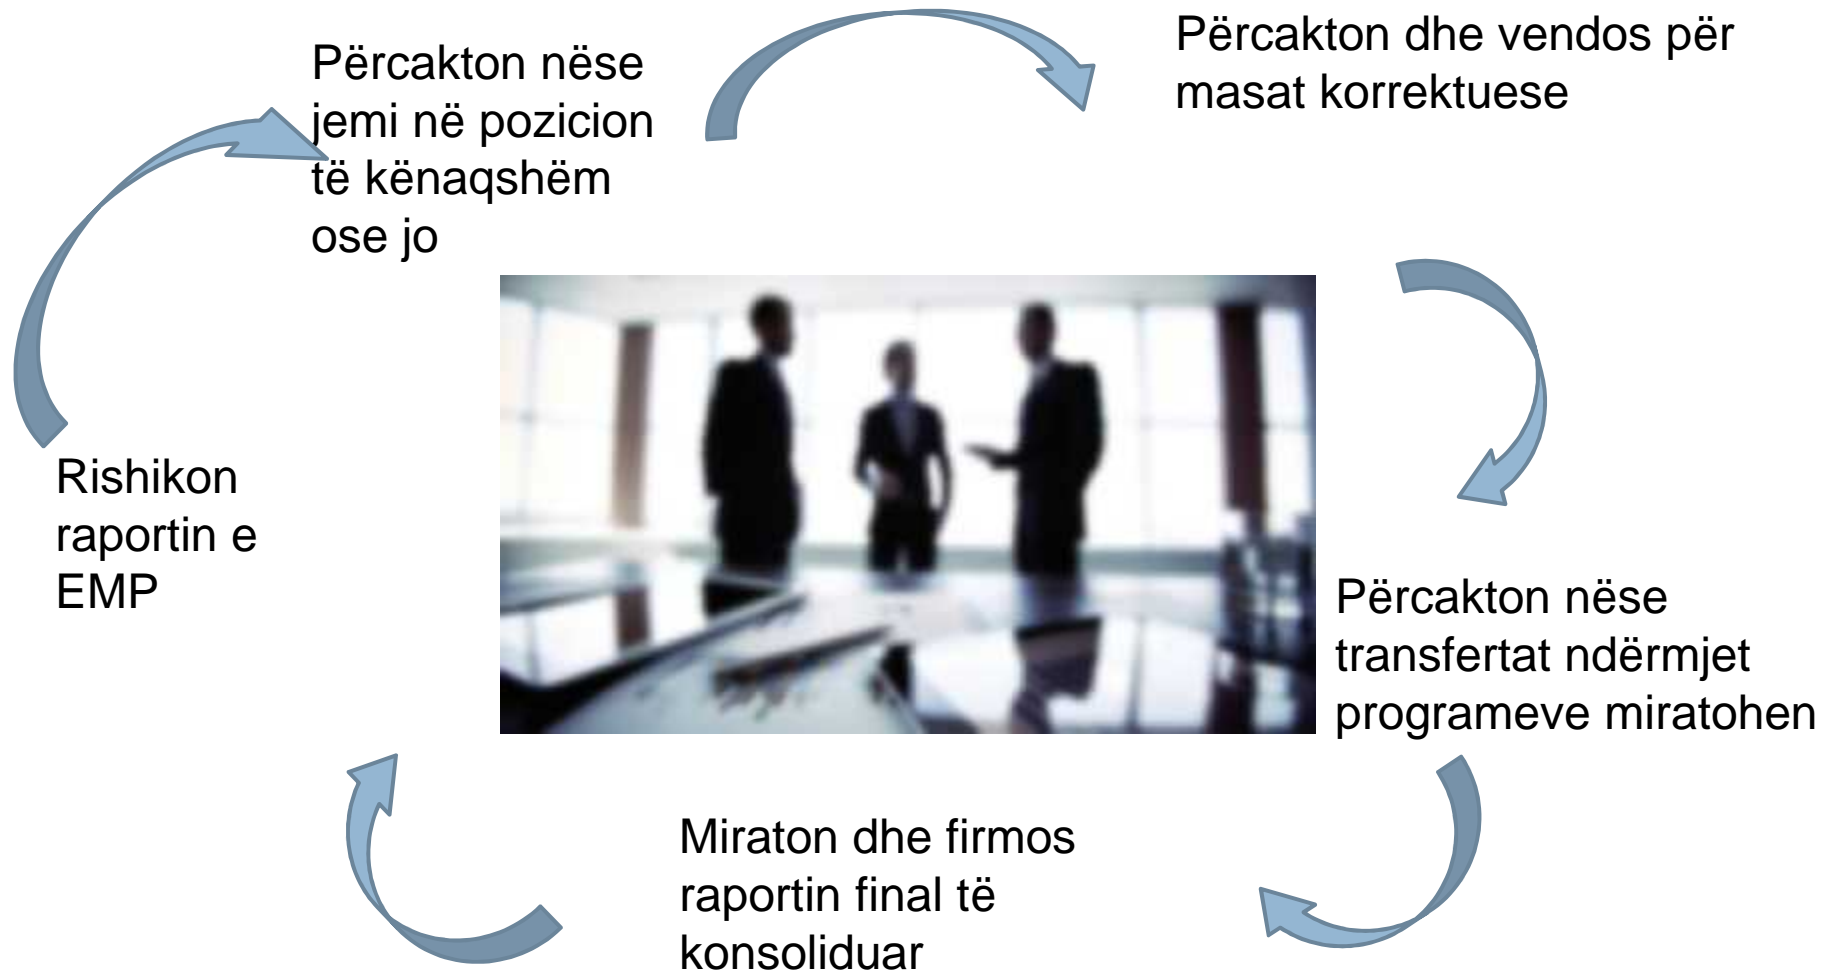 Përcakton nëse
jemi në pozicion
të kënaqshëm
ose jo
Përcakton dhe vendos për
masat korrektuese
Rishikon
raportin e
EMP
Përcakton nëse
transfertat ndërmjet
programeve miratohen
Miraton dhe firmos
raportin final të
konsoliduar